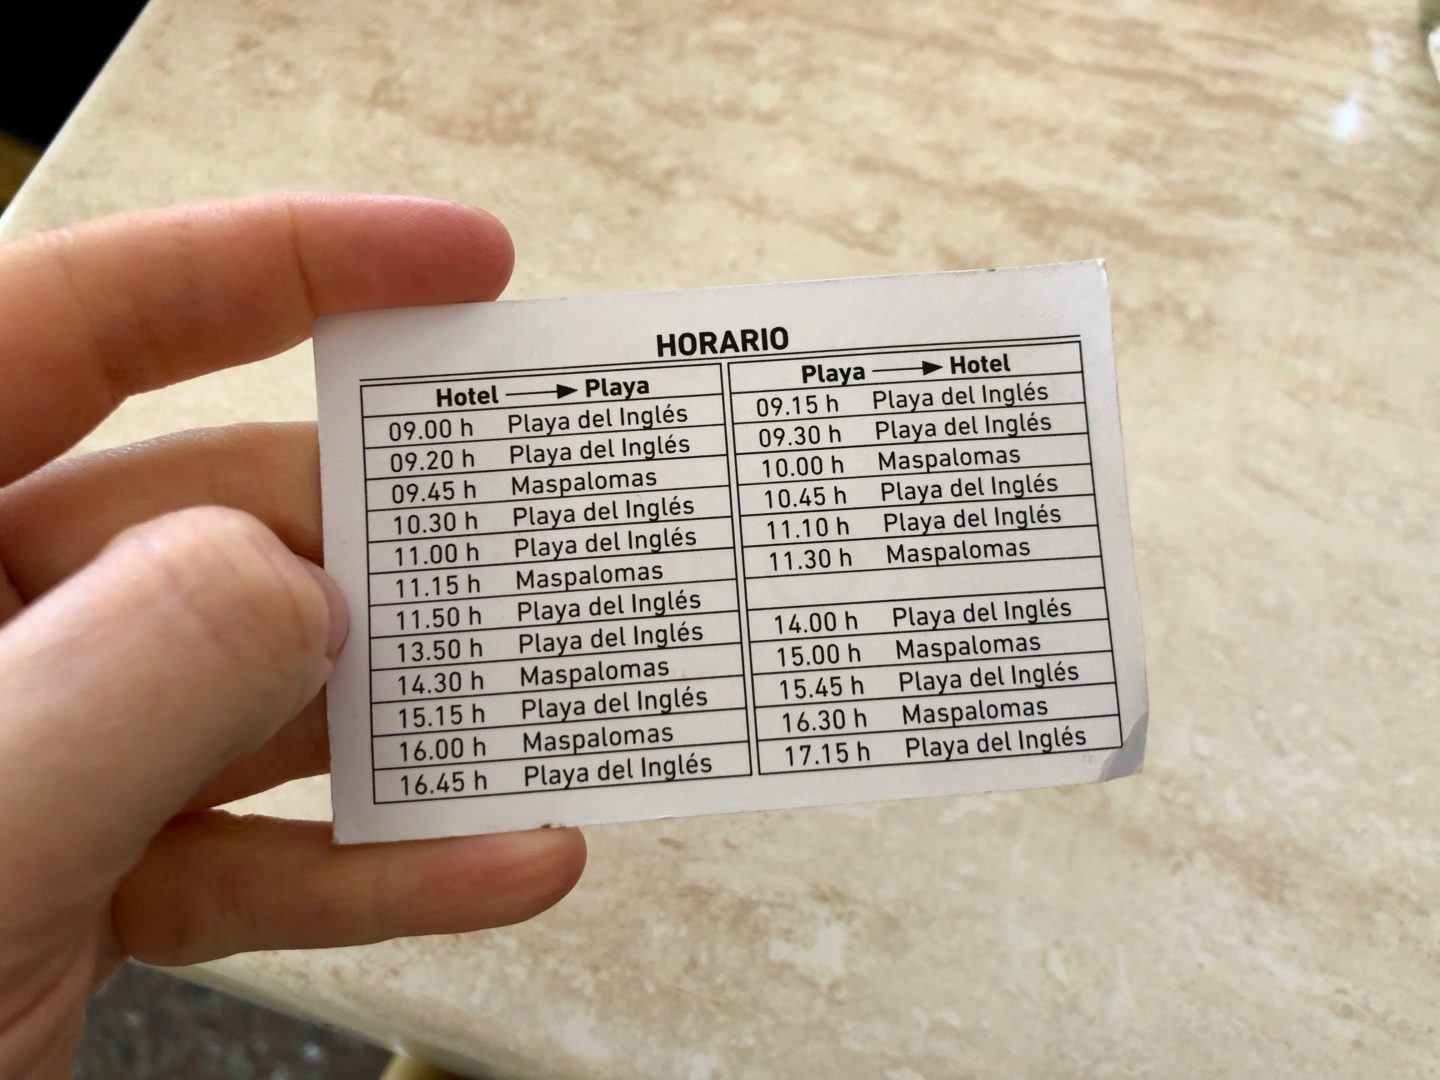 HORARIO
Hotel → Playa
09.00 h Playa del Inglés
09.20 h Playa del Inglés
09.45 h Maspalomas
10.30 h Playa del Inglés
11.00 h Playa del Inglés
11.15 h Maspalomas
11.50 h Playa del Inglés
13.50 h Playa del Inglés
14.30 h Maspalomas
15.15 h Playa del Inglés
16.00 h Maspalomas
16.45 h Playa del Inglés
Playa → Hotel
09.15 h Playa del Inglés
09.30 h Playa del Inglés
10.00 h Maspalomas
10.45 h Playa del Inglés
11.10 h Playa del Inglés
11.30 h Maspalomas
14.00 h Playa del Inglés
15.00 h Maspalomas
15.45 h Playa del Inglés
16.30 h Maspalomas
17.15 h Playa del Inglés